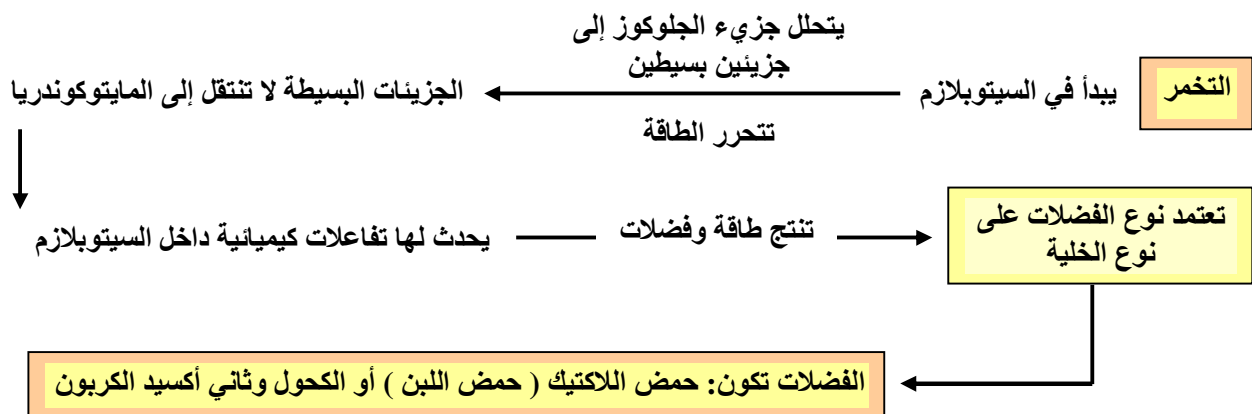 التخمر
يبدأ في السيتوبلازم
يتحلل جزيء الجلوكوز إلى
جزيئين بسيطين
تتحرر الطاقة
الجزيئات البسيطة لا تنتقل إلى المايتوكوندريا
يحدث لها تفاعلات كيميائية داخل السيتوبلازم
تنتج طاقة وفضلات
تعتمد نوع الفضلات على
نوع الخلية
الفضلات تكون: حمض اللاكتيك ( حمض اللبن ) أو الكحول وثاني أكسيد الكربون